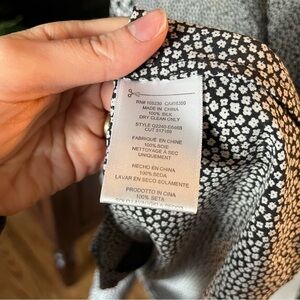 MADE IN CHINA
100% SILK
DRY CLEAN ONLY
FABRIQUÉ EN CHINE
100% SOIE
NETTOYAGE À SEC
UNIQUEMENT
HECHO EN CHINA
100% SEDA
LAVAR EN SECO SOLAMENTE
PRODOTTO IN CINA
100% SETA